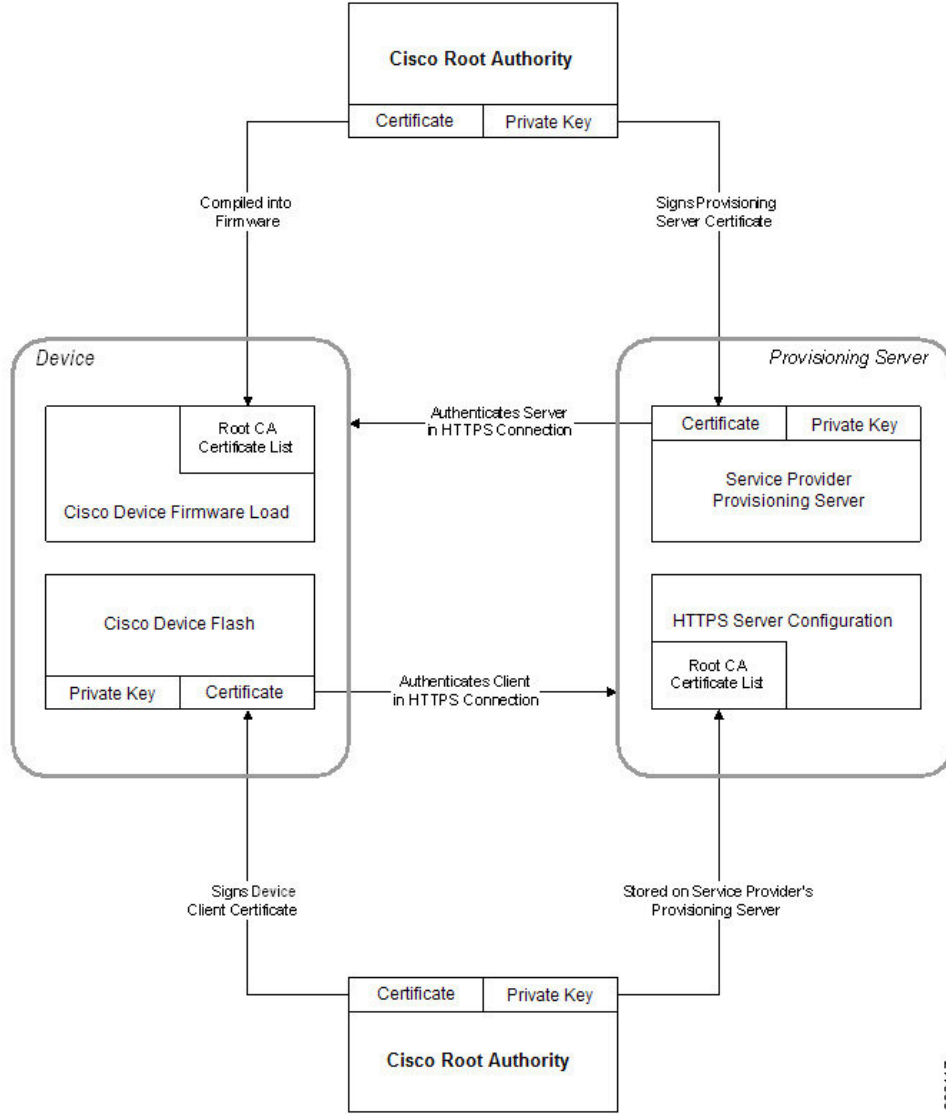 Cisco Root Authority
Certificate
Private Key
Compiled into
Firmware
Signs Provisioning
Server Certificate
Device
Provisioning Server
Root CA
Certificate List
Cisco Device Firmware Load
Authenticates Server
in HTTPS Connection
Certificate
Private Key
Service Provider
Provisioning Server
Cisco Device Flash
Private Key
Certificate
Authenticates Client
in HTTPS Connection
HTTPS Server Configuration
Root CA
Certificate List
Signs Device
Client Certificate
Stored on Service Provider's
Provisioning Server
Certificate
Private Key
Cisco Root Authority